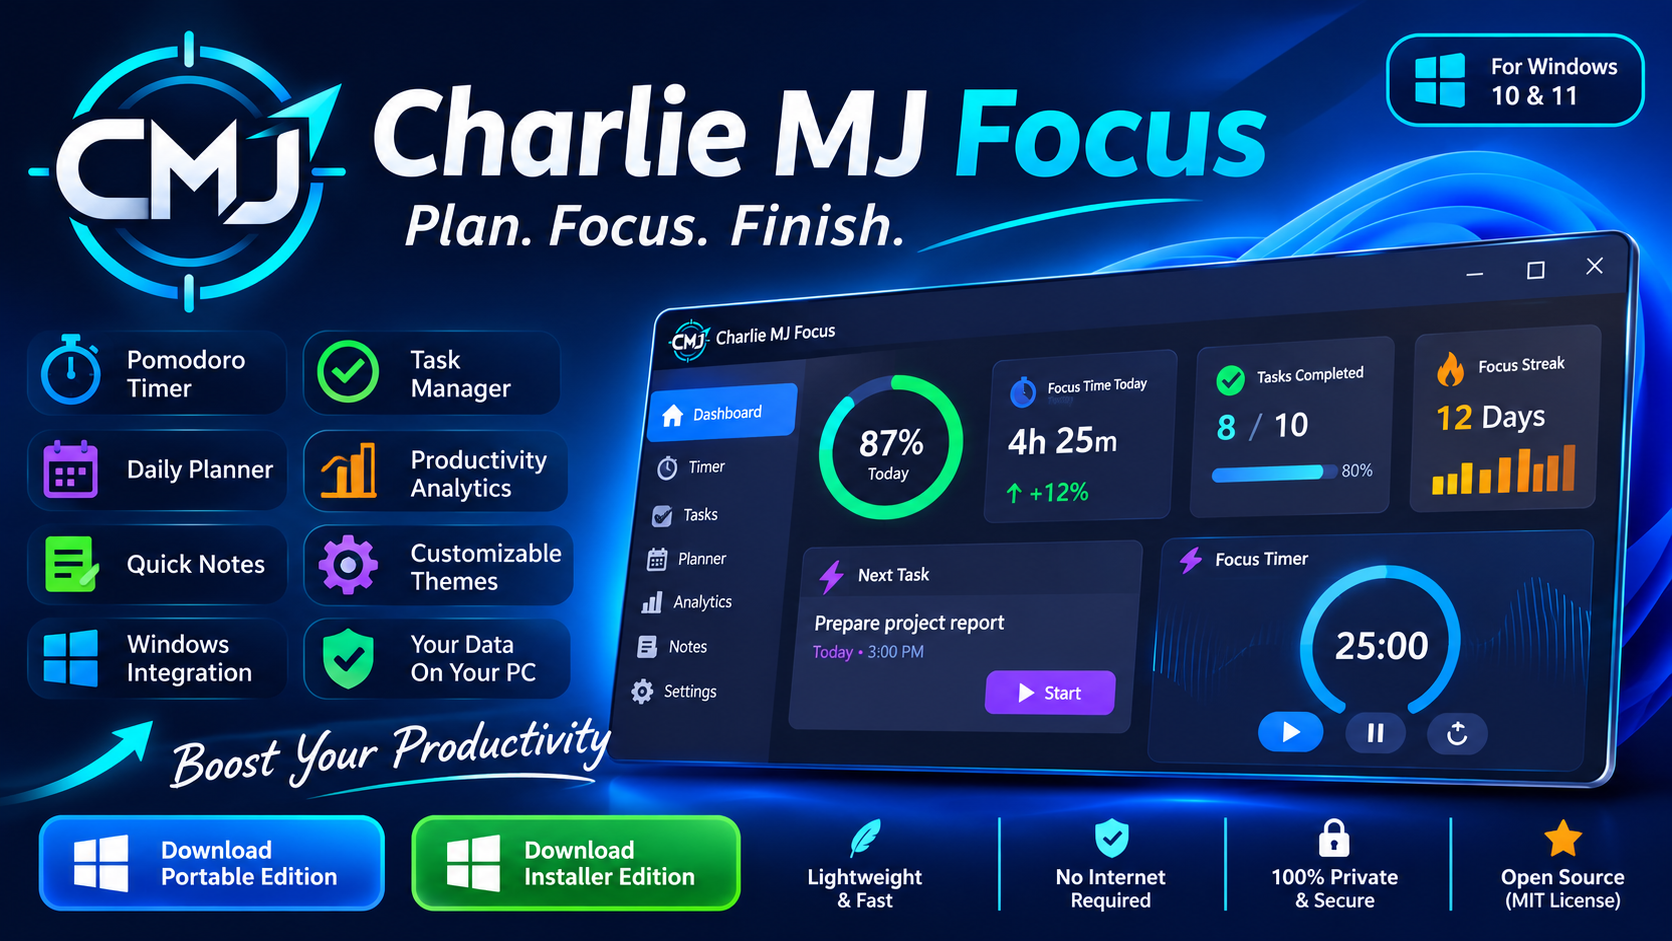 CMJ
Charlie MJ Focus
Plan. Focus. Finish.
For Windows
10 & 11
Pomodoro
Timer
Task
Manager
Daily Planner
Productivity
Analytics
Quick Notes
Customizable
Themes
Windows
Integration
Your Data
On Your PC
Boost Your Productivity
CMJ Charlie MJ Focus
Dashboard
Timer
Tasks
Planner
Analytics
Notes
Settings
87%
Today
Focus Time Today
4h 25m
↑ +12%
Tasks Completed
8 / 10
80%
Focus Streak
12 Days
Next Task
Prepare project report
Today • 3:00 PM
Start
Focus Timer
25:00
Download
Portable Edition
Download
Installer Edition
Lightweight
& Fast
No Internet
Required
100% Private
& Secure
Open Source
(MIT License)